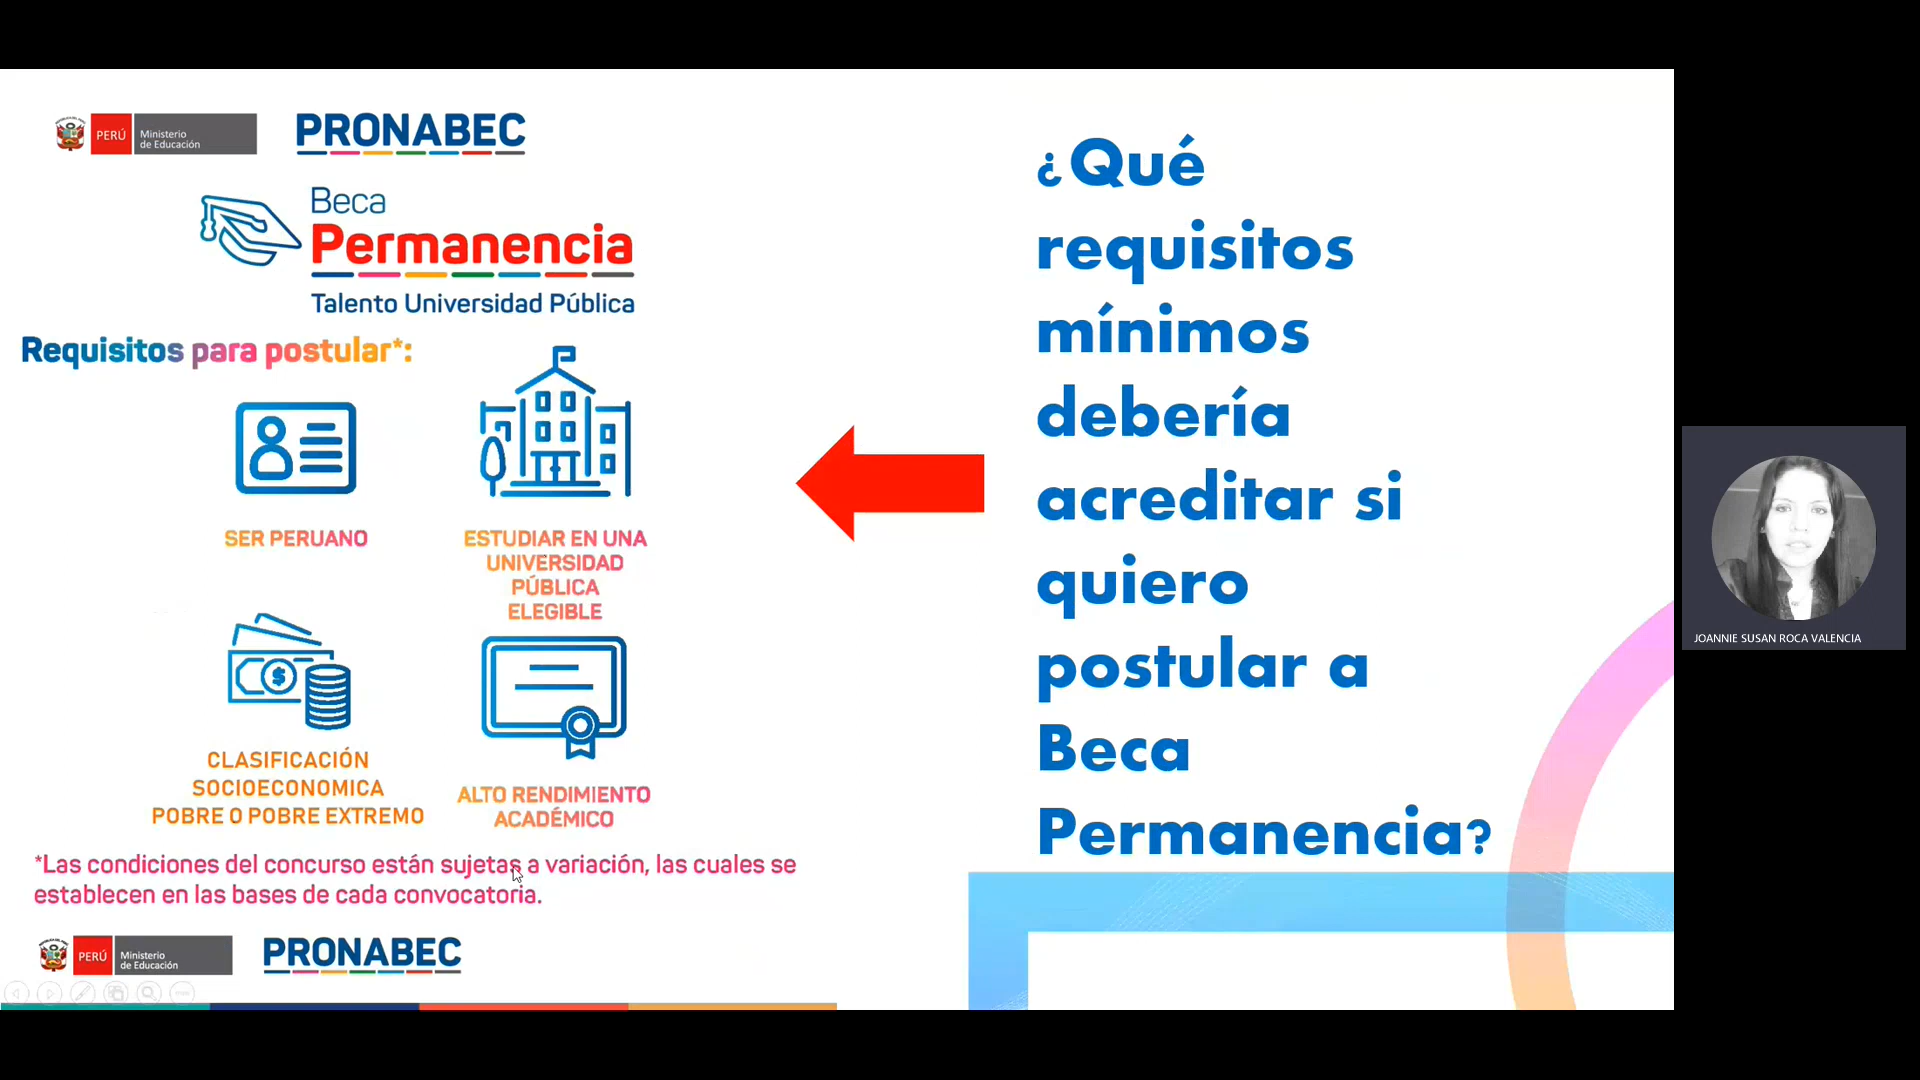 PERÚ
Ministerio
de Educación
PRONABEC
Beca
Permanencia
Talento Universidad Pública
Requisitos para postular*:
SER PERUANO
ESTUDIAR EN UNA
UNIVERSIDAD
PÚBLICA
ELEGIBLE
CLASIFICACIÓN
SOCIOECONOMICA
POBRE O POBRE EXTREMO
ALTO RENDIMIENTO
ACADÉMICO
*Las condiciones del concurso están sujetas a variación, las cuales se
establecen en las bases de cada convocatoria.
PERÚ
Ministerio
de Educación
PRONABEC
¿Qué
requisitos
mínimos
debería
acreditar si
quiero
postular a
Beca
Permanencia?
JOANNIE SUSAN ROCA VALENCIA